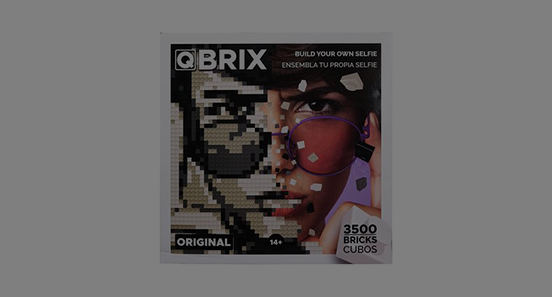 QBRIX
BUILD YOUR OWN SELFIE
ENSEMBLA TU PROPIA SELFIE
ORIGINAL
14+
3500
BRICKS
CUBOS